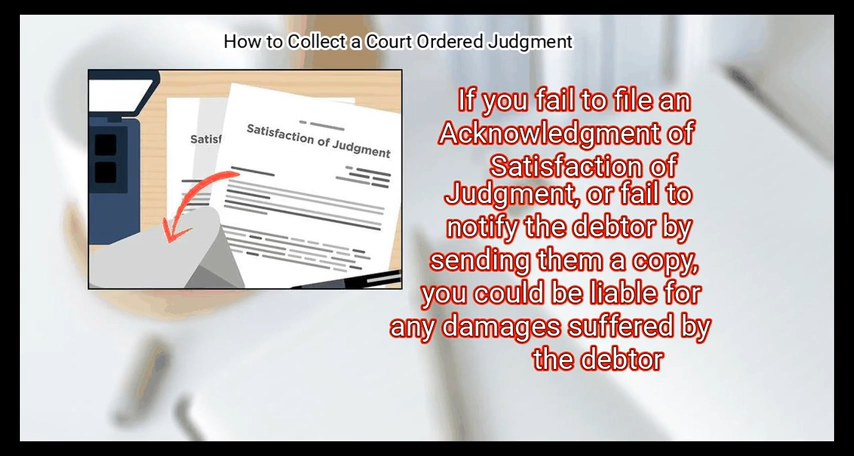 How to Collect a Court Ordered Judgment
Satisf
Satisfaction of Judgment
If you fail to file an
Acknowledgment of
Satisfaction of
Judgment, or fail to
notify the debtor by
sending them a copy,
you could be liable for
any damages suffered by
the debtor